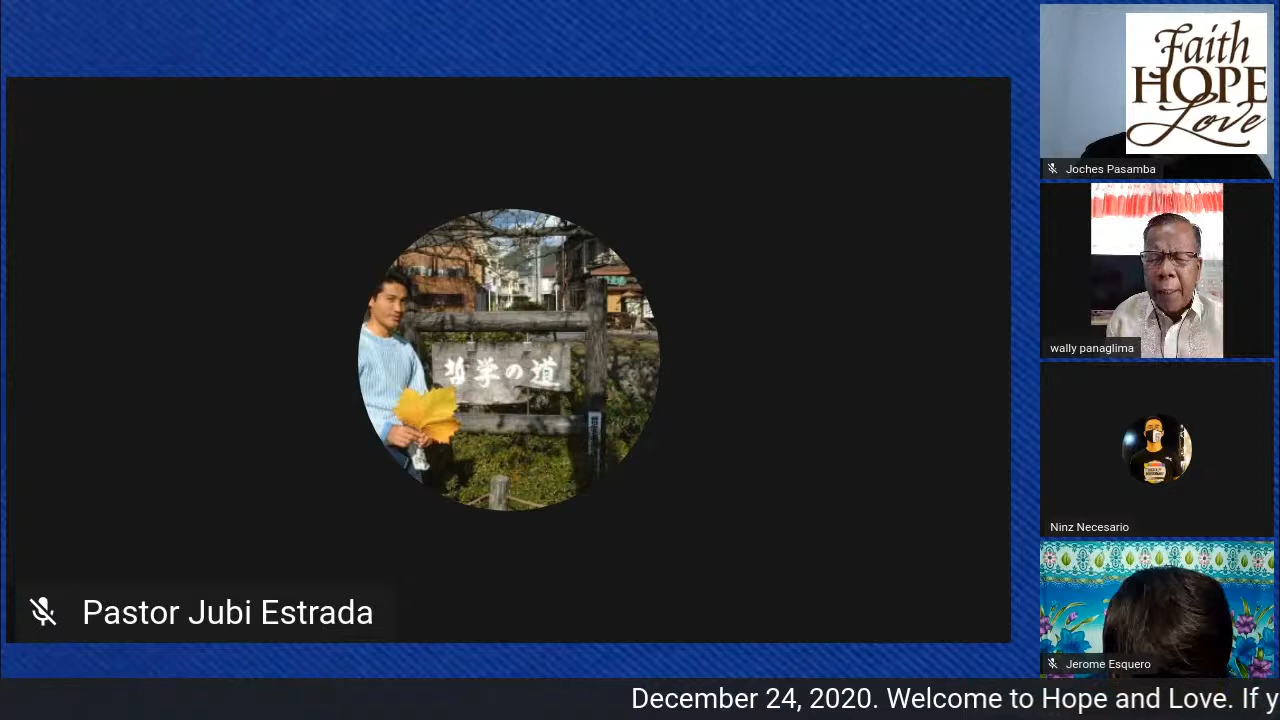 Faith
HOPE
Love
Joches Pasamba
wally panaglima
哲学の道
Ninz Necesario
Pastor Jubi Estrada
Jerome Esquero
December 24, 2020. Welcome to Hope and Love. If y